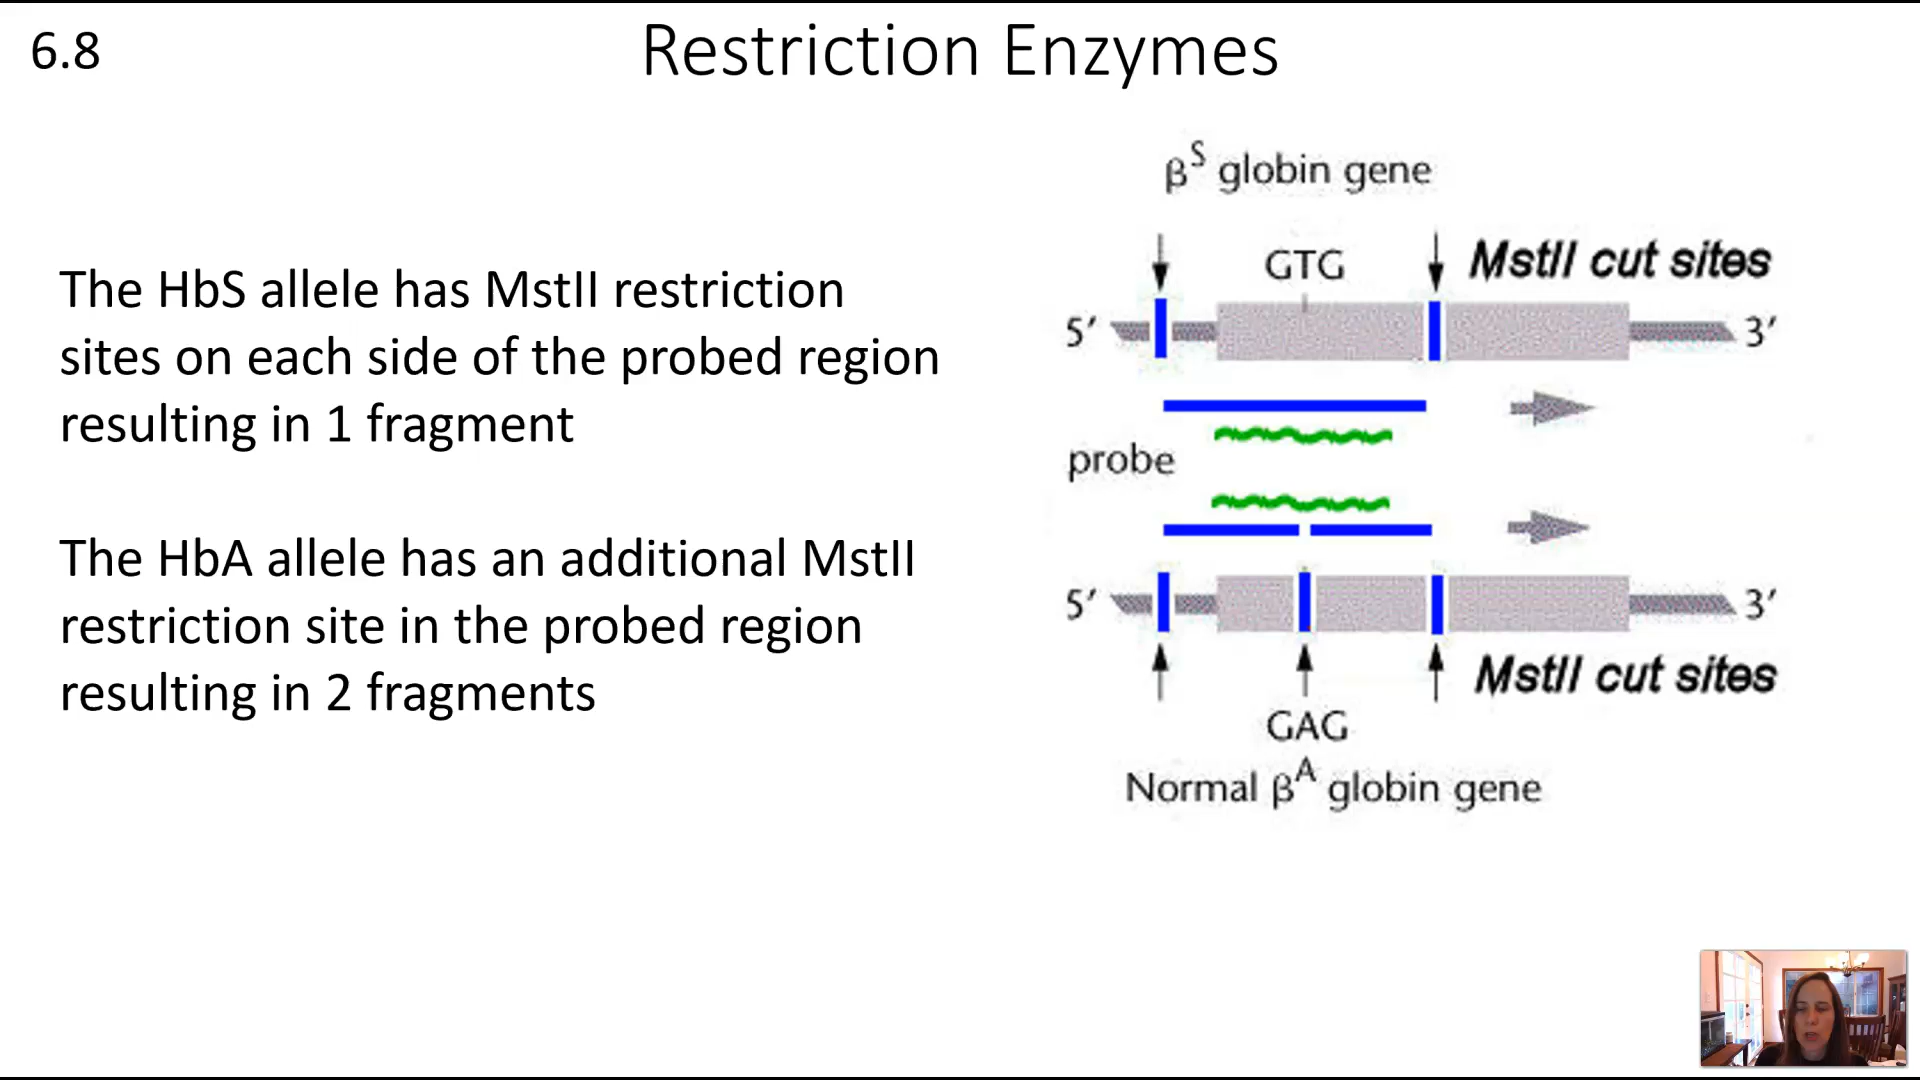 6.8
Restriction Enzymes
The HbS allele has MstII restriction
sites on each side of the probed region
resulting in 1 fragment
The HbA allele has an additional MstII
restriction site in the probed region
resulting in 2 fragments
βS globin gene
GTG
MstII cut sites
5′
3′
probe
5′
3′
MstII cut sites
GAG
Normal βA globin gene